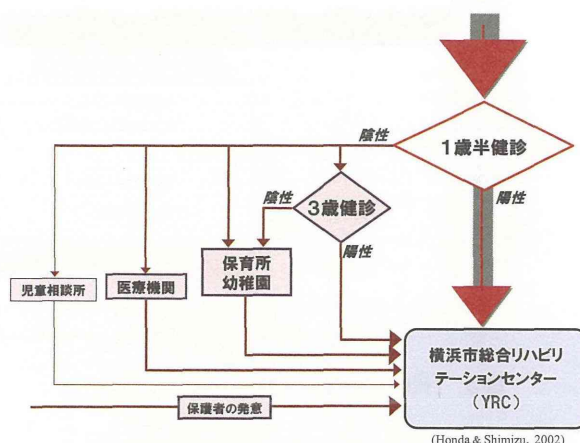 陰性
1歳半健診
陰性
3歳健診
陽性
陽性
保育所
幼稚園
医療機関
児童相談所
横浜市総合リハビリ
テーションセンター
(YRC)
保護者の発意
(Honda & Shimizu, 2002)